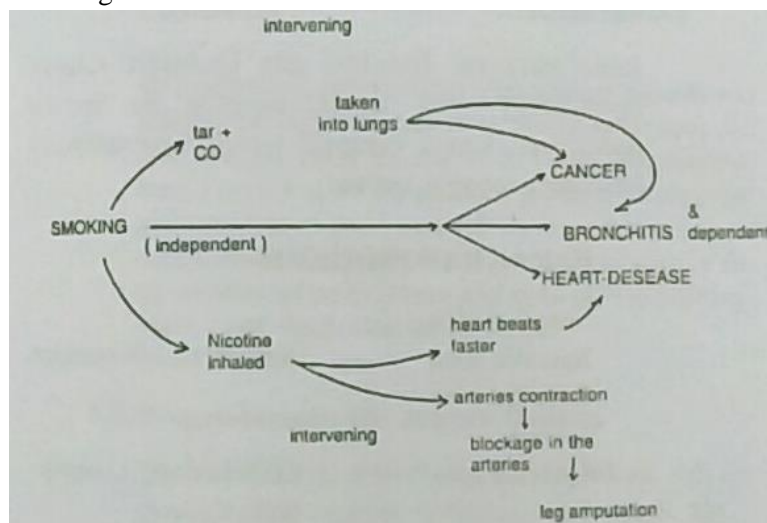 intervening
taken
into lungs
tar +
CO
CANCER
SMOKING
( independent )
&
BRONCHITIS dependent
HEART DESEASE
Nicotine
inhaled
heart beats
faster
arteries contraction
intervening
blockage in the
arteries
leg amputation